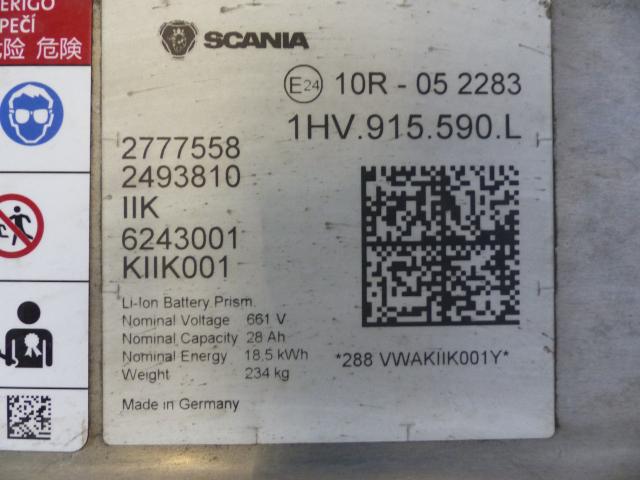 PEČÍ
危险 危険
SCANIA
E24 10R - 05 2283
1HV.915.590.L
2777558
2493810
IIK
6243001
KIIK001
Li-Ion Battery Prism.
Nominal Voltage 661 V
Nominal Capacity 28 Ah
Nominal Energy 18,5 kWh
Weight 234 kg
*288 VWAKIIK001Y*
Made in Germany